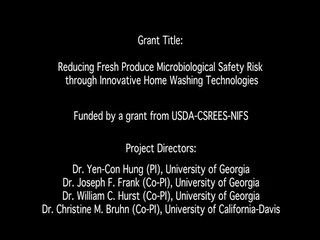 Grant Title:
Reducing Fresh Produce Microbiological Safety Risk
through Innovative Home Washing Technologies
Funded by a grant from USDA-CSREES-NIFS
Project Directors:
Dr. Yen-Con Hung (PI), University of Georgia
Dr. Joseph F. Frank (Co-PI), University of Georgia
Dr. William C. Hurst (Co-PI), University of Georgia
Dr. Christine M. Bruhn (Co-PI), University of California-Davis